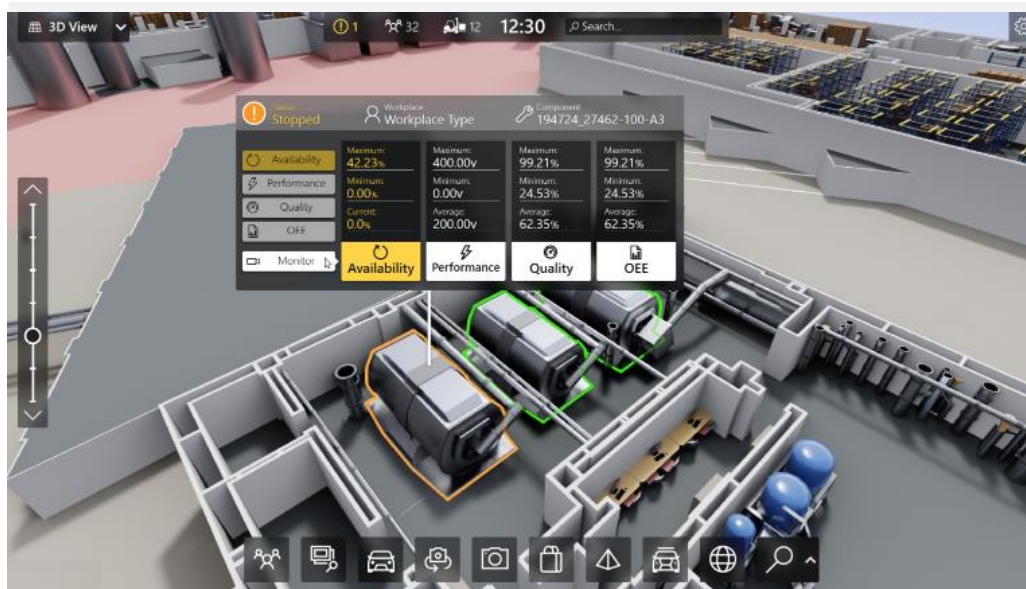 3D View
1
32
12
12:30
Search...
Status
Stopped
Workplace
Workplace Type
Component
194724_27462-100-A3
Availability
Performance
Quality
OEE
Monitor
Maximum:
42.23%
Minimum:
0.00%
Current:
0.0%
Availability
Maximum:
400.00v
Minimum:
0.00v
Average:
200.00v
Performance
Maximum:
99.21%
Minimum:
24.53%
Average:
62.35%
Quality
Maximum:
99.21%
Minimum:
24.53%
Average:
62.35%
OEE